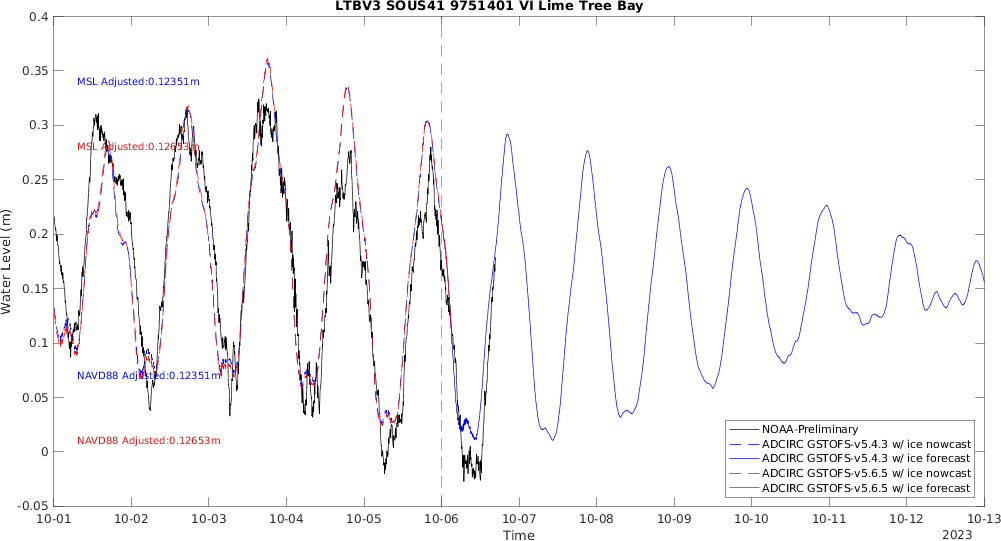 LTBV3 SOUS41 9751401 VI Lime Tree Bay
Water Level (m)
0.4
0.35
0.3
0.25
0.2
0.15
0.1
0.05
0
-0.05
MSL Adjusted:0.12351m
MSL Adjusted:0.12653m
NAVD88 Adjusted:0.12351m
NAVD88 Adjusted:0.12653m
NOAA-Preliminary
ADCIRC GSTOFS-v5.4.3 w/ ice nowcast
ADCIRC GSTOFS-v5.4.3 w/ ice forecast
ADCIRC GSTOFS-v5.6.5 w/ ice nowcast
ADCIRC GSTOFS-v5.6.5 w/ ice forecast
10-01 10-02 10-03 10-04 10-05 10-06 10-07 10-08 10-09 10-10 10-11 10-12 10-13
Time
2023